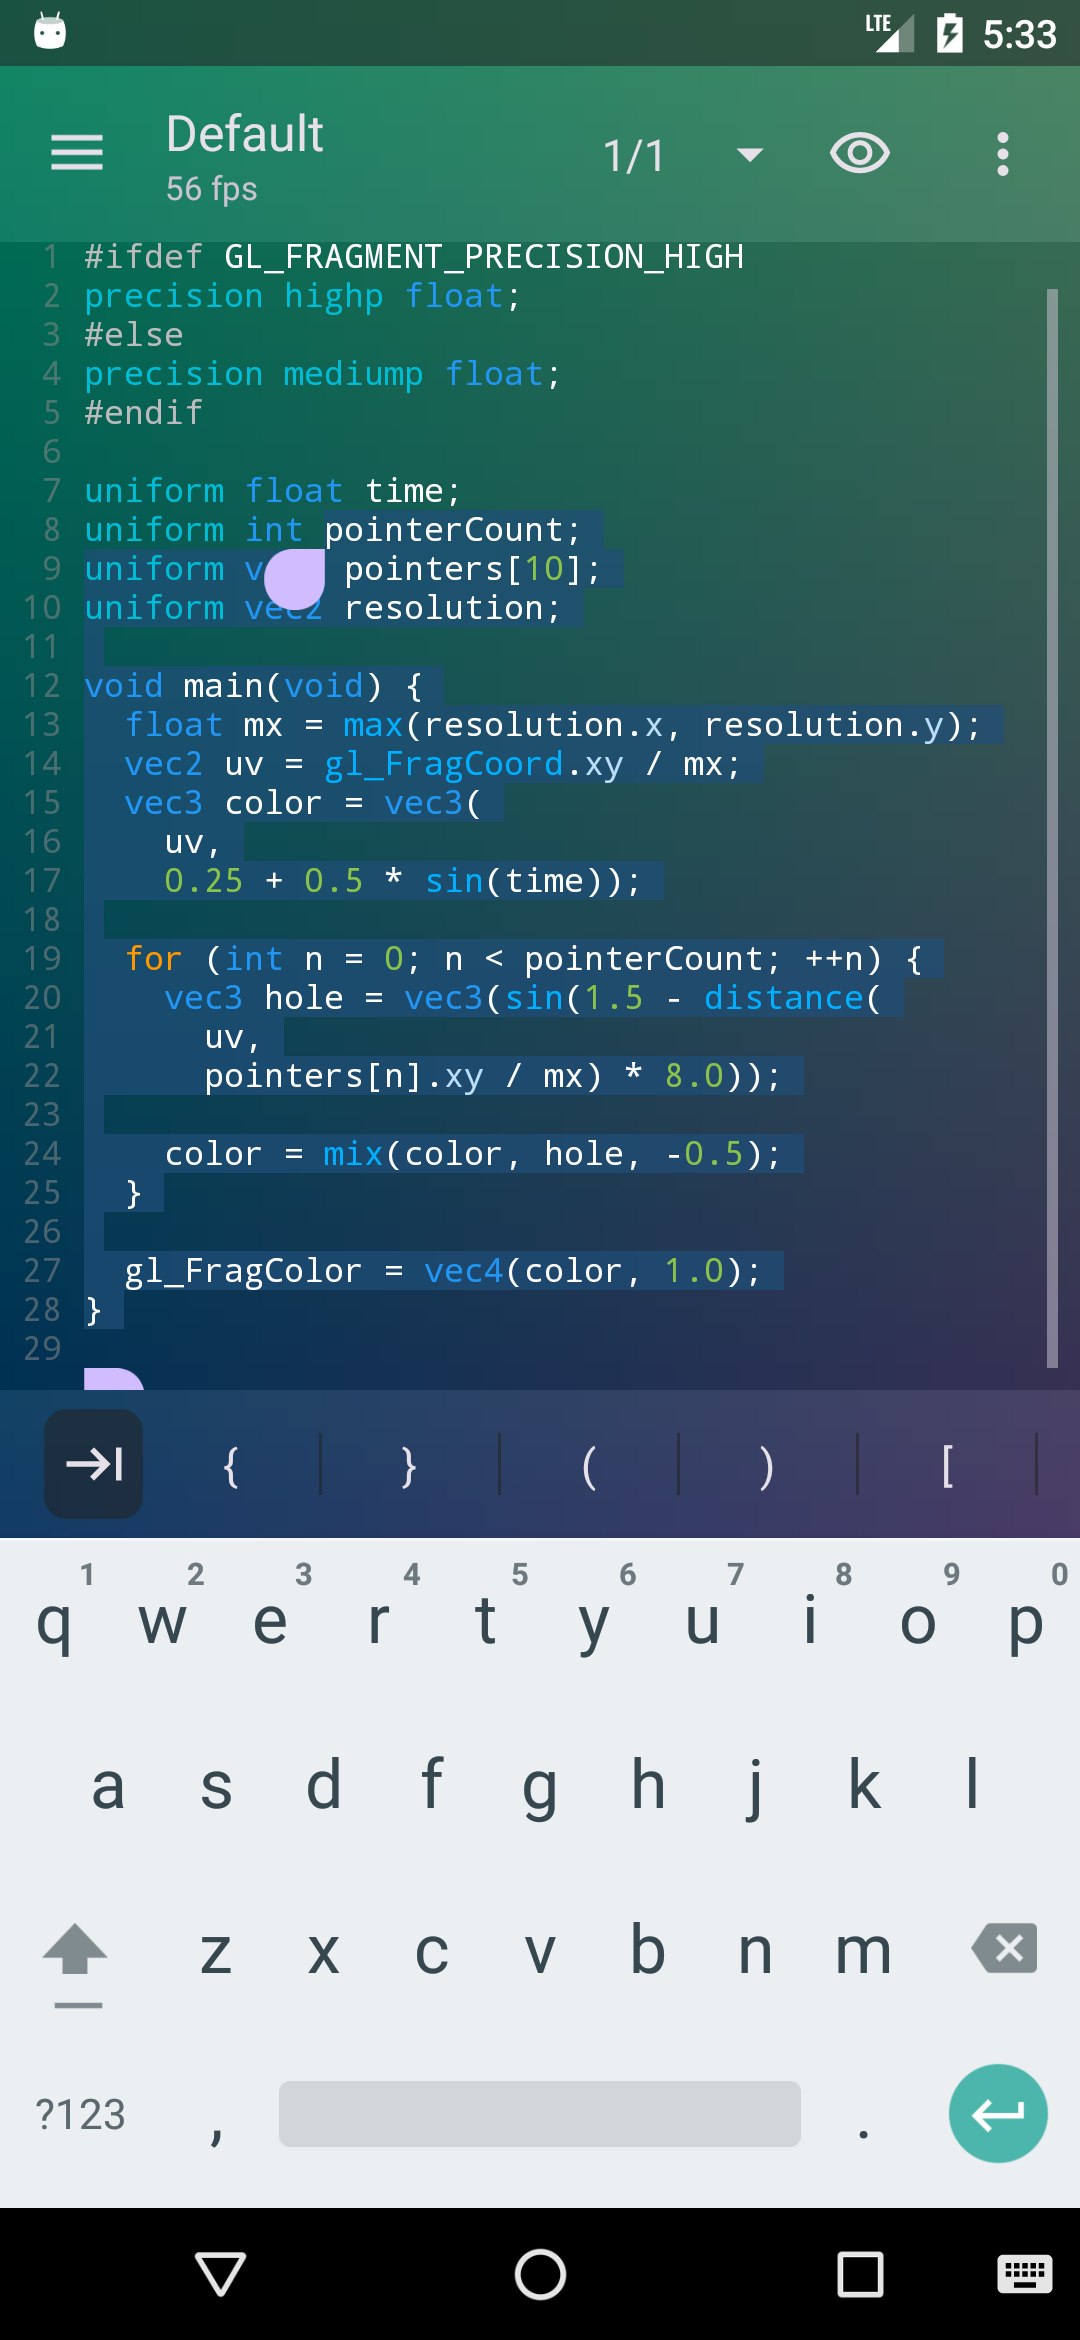 LTE 5:33
Default 1/1
56 fps
1 #ifdef GL_FRAGMENT_PRECISION_HIGH
2 precision highp float;
3 #else
4 precision mediump float;
5 #endif
6
7 uniform float time;
8 uniform int pointerCount;
9 uniform pointers[10];
10 uniform vec2 resolution;
11
12 void main(void) {
13 float mx = max(resolution.x, resolution.y);
14 vec2 uv = gl_FragCoord.xy / mx;
15 vec3 color = vec3(
16 uv,
17 0.25 + 0.5 * sin(time));
18
19 for (int n = 0; n < pointerCount; ++n) {
20 vec3 hole = vec3(sin(1.5 - distance(
21 uv,
22 pointers[n].xy / mx) * 8.0));
23
24 color = mix(color, hole, -0.5);
25 }
26
27 gl_FragColor = vec4(color, 1.0);
28 }
29
{ } ( ) [
1 2 3 4 5 6 7 8 9 0
q w e r t y u i o p
a s d f g h j k l
z x c v b n m
?123 , .